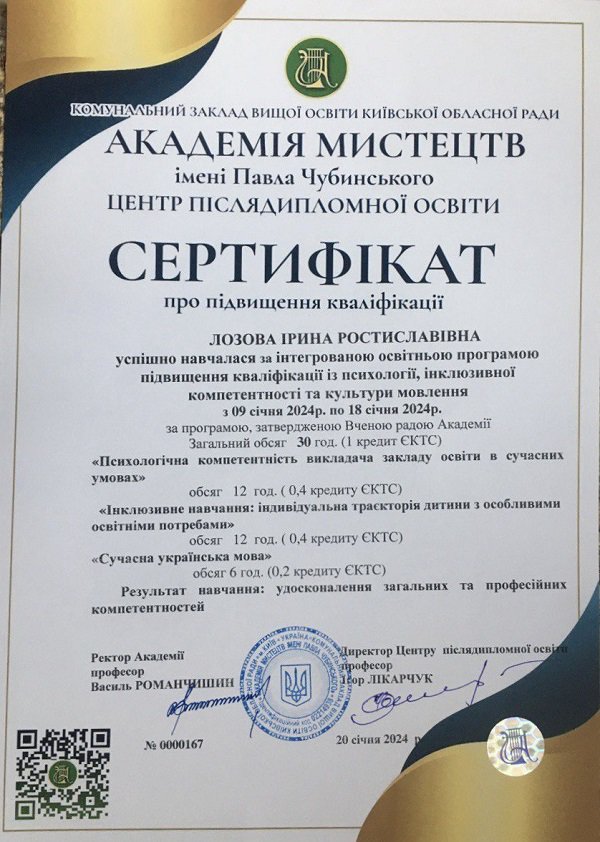 КОМУНАЛЬНИЙ ЗАКЛАД ВИЩОЇ ОСВІТИ КИЇВСЬКОЇ ОБЛАСНОЇ РАДИ
АКАДЕМІЯ МИСТЕЦТВ
імені Павла Чубинського
ЦЕНТР ПІСЛЯДИПЛОМНОЇ ОСВІТИ
СЕРТИФІКАТ
про підвищення кваліфікації
ЛОЗОВА ІРИНА РОСТИСЛАВІВНА
успішно навчалася за інтегрованою освітньою програмою
підвищення кваліфікації із психології, інклюзивної
компетентності та культури мовлення
з 09 січня 2024р. по 18 січня 2024р.
за програмою, затвердженою Вченою радою Академії
Загальний обсяг 30 год. (1 кредит ЄКТС)
«Психологічна компетентність викладача закладу освіти в сучасних
умовах»
обсяг 12 год. ( 0,4 кредиту ЄКТС)
«Інклюзивне навчання: індивідуальна траєкторія дитини з особливими
освітніми потребами»
обсяг 12 год. ( 0,4 кредиту ЄКТС)
«Сучасна українська мова»
обсяг 6 год. (0,2 кредиту ЄКТС)
Результат навчання: удосконалення загальних та професійних
компетентностей
Ректор Академії
професор
Василь РОМАНЧИШИН
Директор Центру післядипломної освіти
професор
Ігор ЛІКАРЧУК
№ 0000167
20 січня 2024 р.